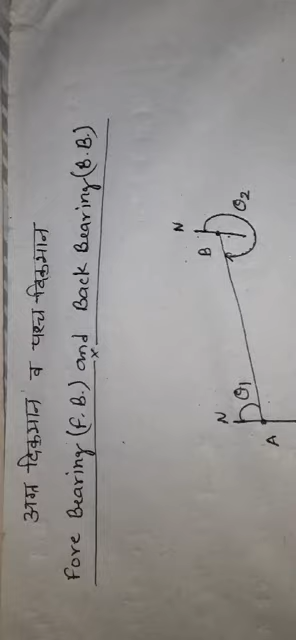 अग्र दिक्मान व पश्च दिक्मान
Fore Bearing (F.B.) and Back Bearing (B.B.)
N
B
θ2
N
θ1
A